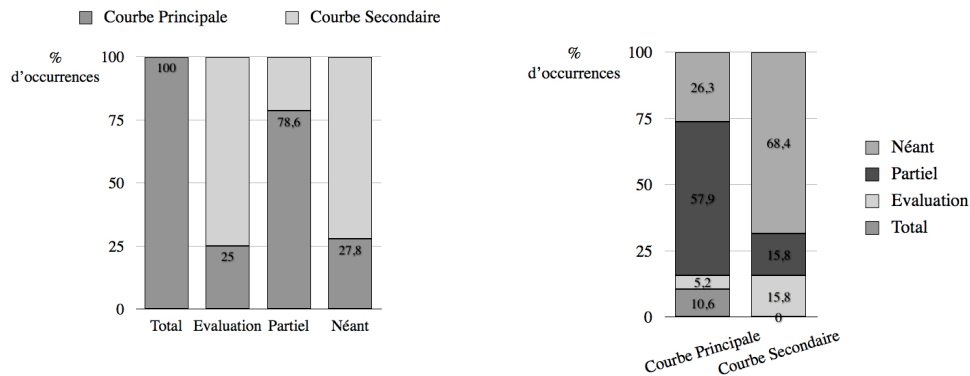 Courbe Principale
Courbe Secondaire
%
d’occurrences
100
75
50
25
0
100
25
78,6
27,8
Total
Evaluation
Partiel
Néant
%
d’occurrences
100
75
50
25
0
26,3
57,9
5,2
10,6
68,4
15,8
15,8
0
Courbe Principale
Courbe Secondaire
Néant
Partiel
Evaluation
Total